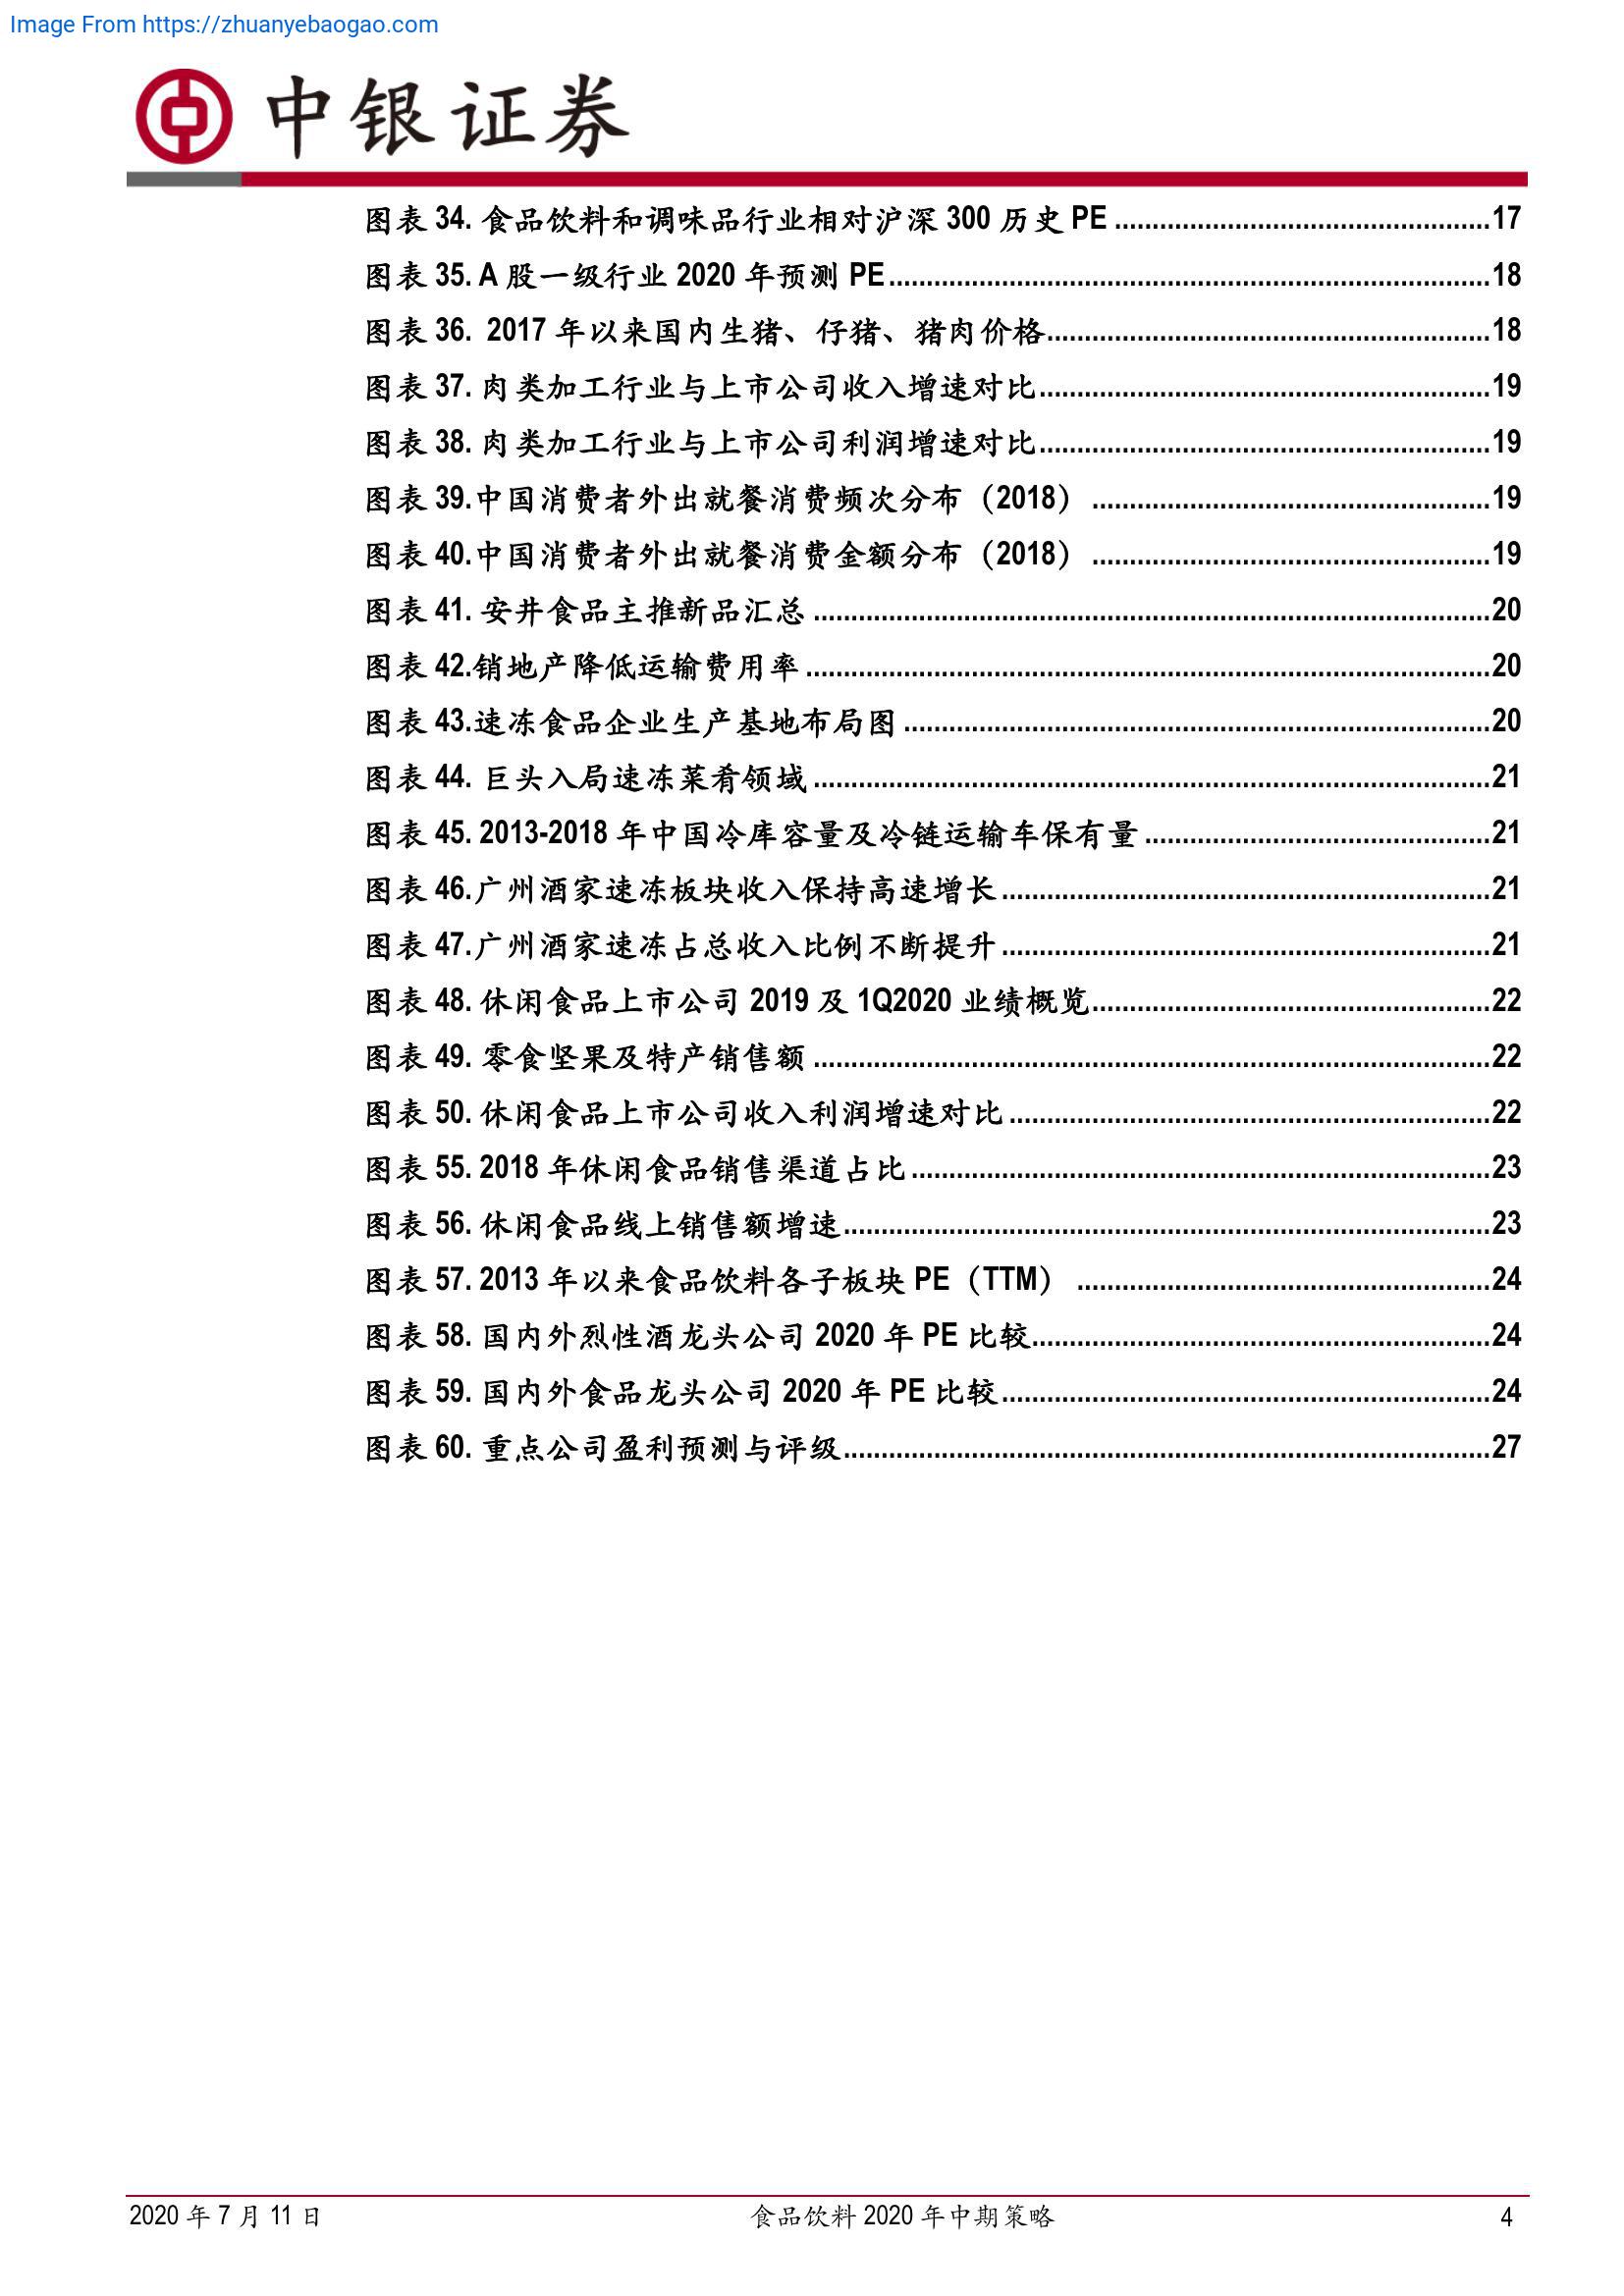 Image From https://zhuanyebaogao.com
中银证券
图表 34. 食品饮料和调味品行业相对沪深 300 历史 PE ..................................................17
图表 35. A 股一级行业 2020 年预测 PE................................................................................18
图表 36.  2017 年以来国内生猪、仔猪、猪肉价格...........................................................18
图表 37. 肉类加工行业与上市公司收入增速对比............................................................19
图表 38. 肉类加工行业与上市公司利润增速对比............................................................19
图表 39.中国消费者外出就餐消费频次分布（2018） .....................................................19
图表 40.中国消费者外出就餐消费金额分布（2018） .....................................................19
图表 41. 安井食品主推新品汇总 ..........................................................................................20
图表 42.销地产降低运输费用率 ...........................................................................................20
图表 43.速冻食品企业生产基地布局图 ..............................................................................20
图表 44. 巨头入局速冻菜肴领域 ..........................................................................................21
图表 45. 2013-2018 年中国冷库容量及冷链运输车保有量 ..............................................21
图表 46.广州酒家速冻板块收入保持高速增长 .................................................................21
图表 47.广州酒家速冻占总收入比例不断提升 .................................................................21
图表 48. 休闲食品上市公司 2019 及 1Q2020 业绩概览.....................................................22
图表 49. 零食坚果及特产销售额 ..........................................................................................22
图表 50. 休闲食品上市公司收入利润增速对比 ................................................................22
图表 55. 2018 年休闲食品销售渠道占比 .............................................................................23
图表 56. 休闲食品线上销售额增速......................................................................................23
图表 57. 2013 年以来食品饮料各子板块 PE（TTM） .......................................................24
图表 58. 国内外烈性酒龙头公司 2020 年 PE 比较.............................................................24
图表 59. 国内外食品龙头公司 2020 年 PE 比较.................................................................24
图表 60. 重点公司盈利预测与评级......................................................................................27
2020 年 7 月 11 日 食品饮料 2020 年中期策略 4